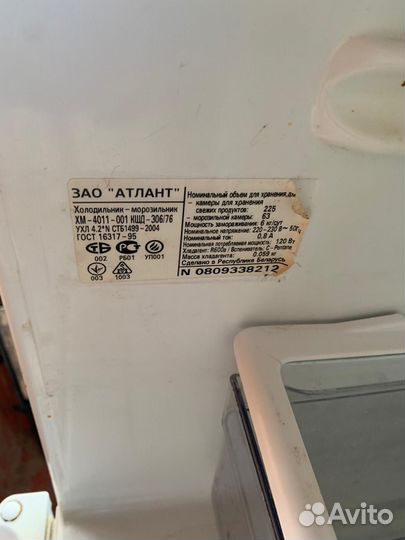 ЗАО "АТЛАНТ"
Холодильник - морозильник
ХМ - 4011 - 001 КШД - 306/76
УХЛ 4.2*N СТБ1499 - 2004
ГОСТ 16317 - 95
002 РБ01 УП001
003 1003
Номинальный объем для хранения, дм
- камеры для хранения
свежих продуктов: 225
- морозильной камеры: 63
Мощность замораживания: 6 кг/сут
Номинальное напряжение: 220 - 230 В~ 50Гц
Номинальный ток: 0.8 А
Номинальная потребляемая мощность: 120 Вт
Хладагент: R600a / Вспениватель: C - Pentane
Масса хладагента: 0.059 кг
Сделано в Республике Беларусь
N 0809338212
Avito